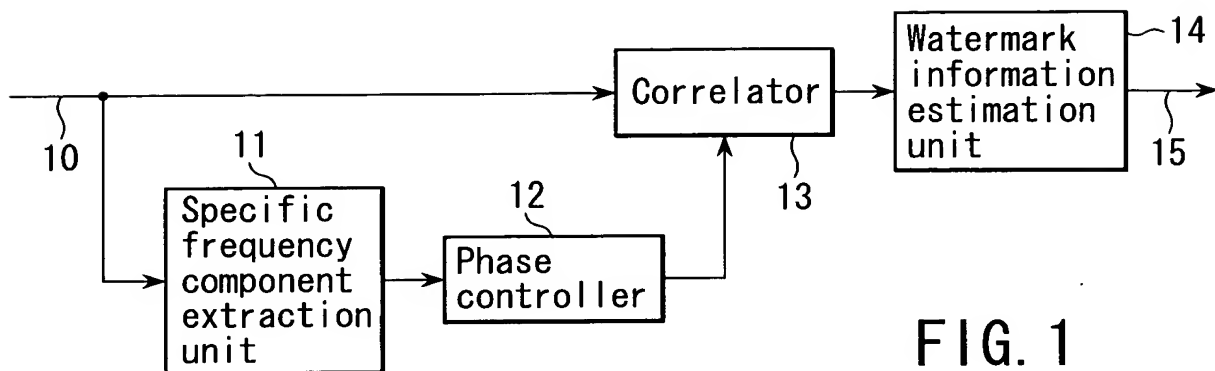 Watermark
information
estimation
unit
14
Correlator
10
13
15
11
Specific
frequency
component
extraction
unit
12
Phase
controller
FIG. 1